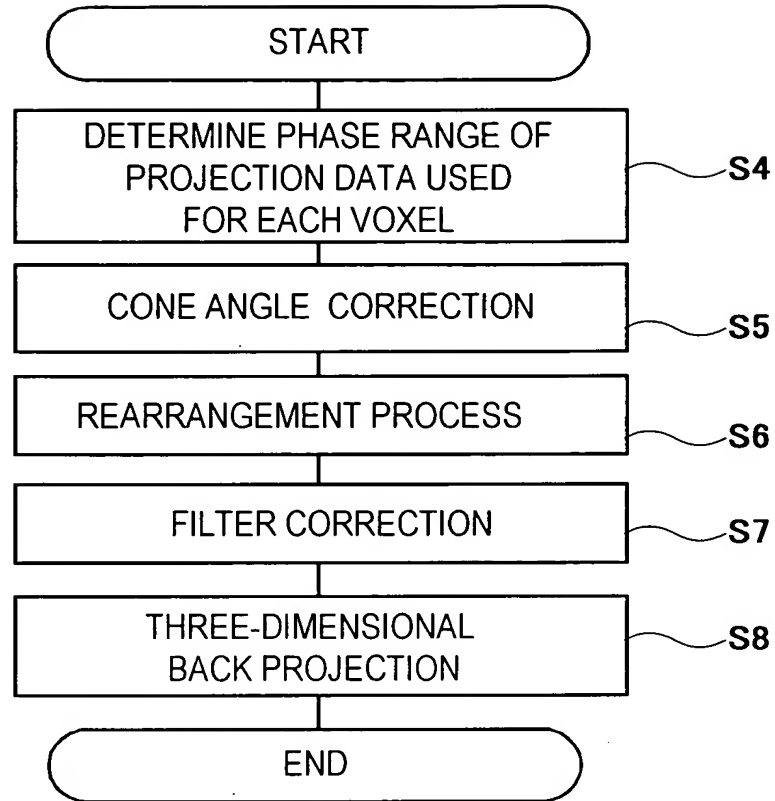 START
DETERMINE PHASE RANGE OF
PROJECTION DATA USED
FOR EACH VOXEL
S4
CONE ANGLE CORRECTION
S5
REARRANGEMENT PROCESS
S6
FILTER CORRECTION
S7
THREE-DIMENSIONAL
BACK PROJECTION
S8
END